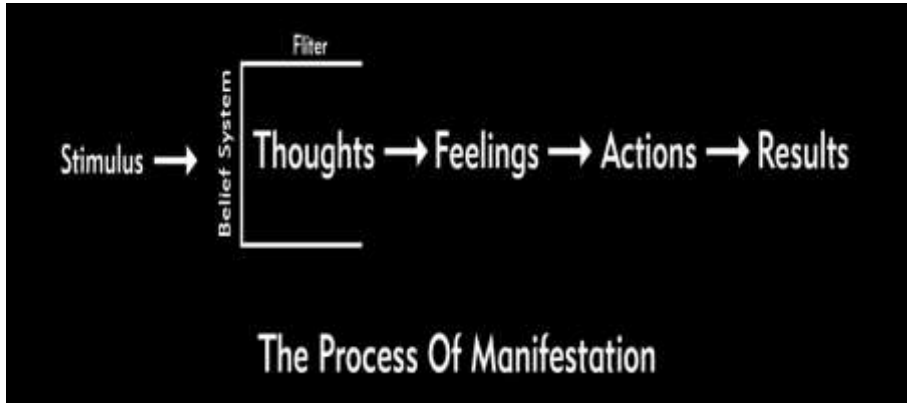 Fliter
Belief System
Stimulus → Thoughts → Feelings → Actions → Results
The Process Of Manifestation